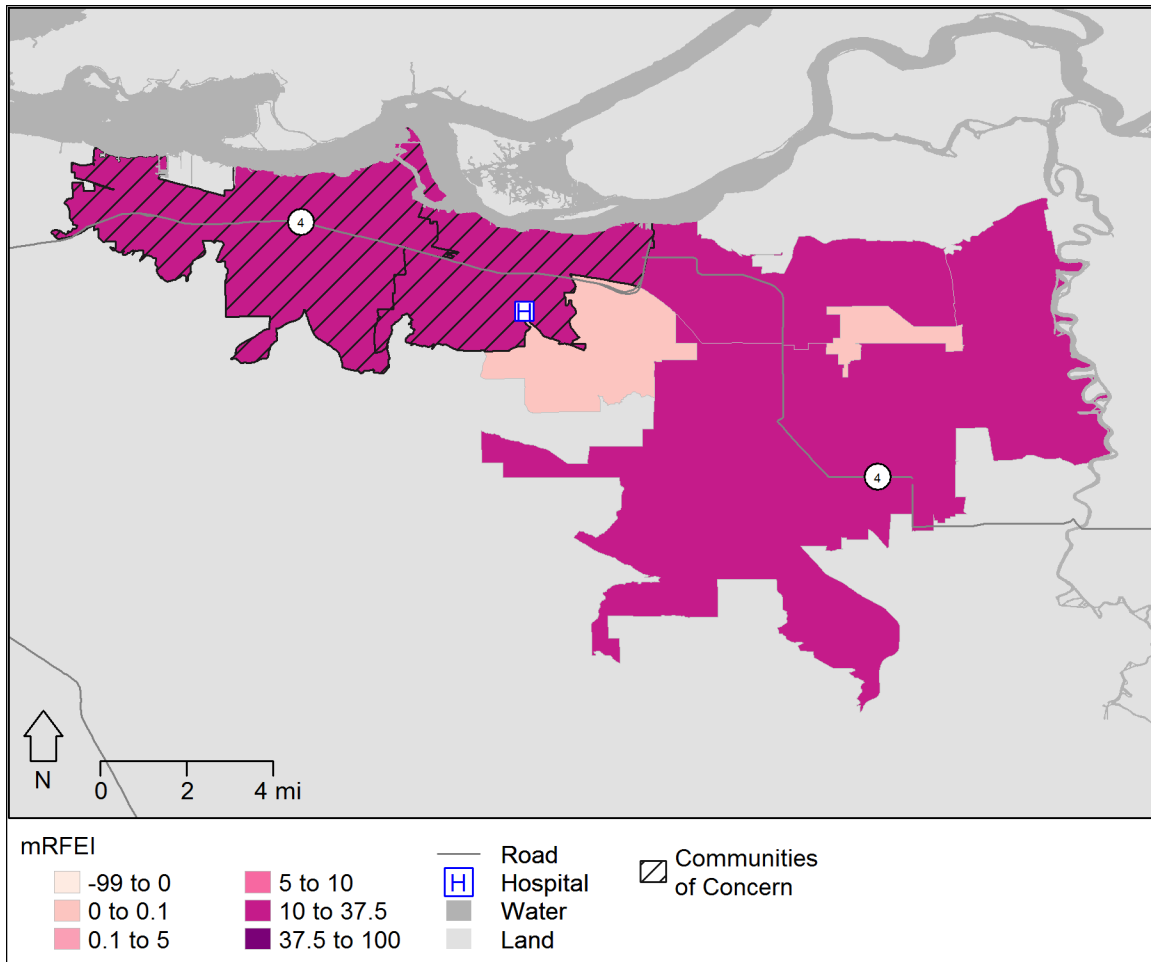 4
4
N
0 2 4 mi
mRFEI
-99 to 0
0 to 0.1
0.1 to 5
5 to 10
10 to 37.5
37.5 to 100
Road
H Hospital
Water
Land
Communities
of Concern
H